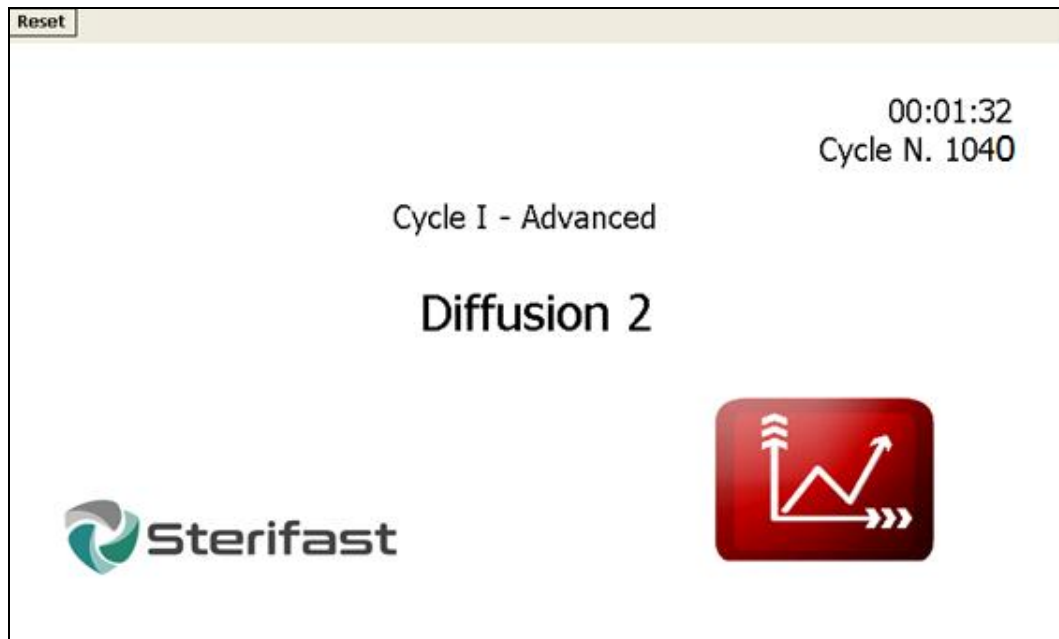 Reset
00:01:32
Cycle N. 1040
Cycle I - Advanced
Diffusion 2
Sterifast